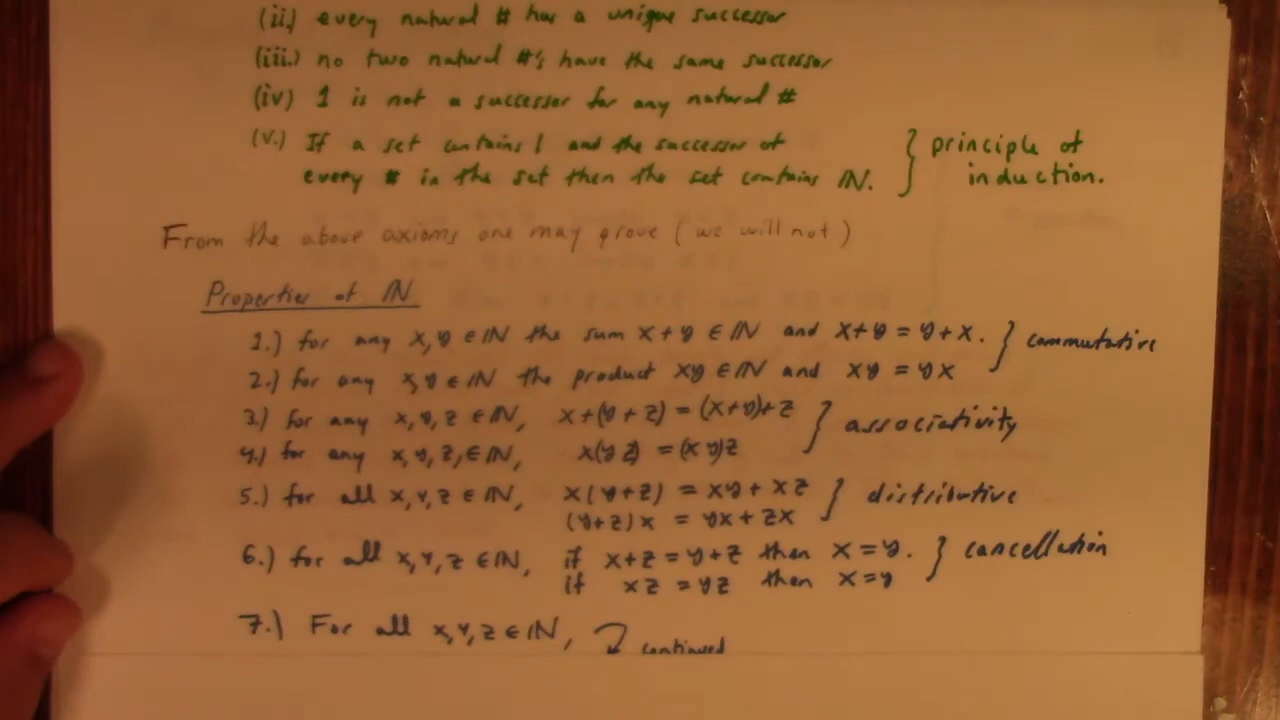 (ii.) every natural # has a unique successor
(iii.) no two natural #'s have the same successor
(iv) 1 is not a successor for any natural #
(v.) If a set contains 1 and the successor of
every # in the set then the set contains ℕ. } principle of induction.
From the above axioms one may prove (we will not)
Properties of ℕ
1.) for any x,y ∈ ℕ the sum x+y ∈ ℕ and x+y = y+x. } commutative
2.) for any x,y ∈ ℕ the product xy ∈ ℕ and xy = yx
3.) for any x,y,z ∈ ℕ, x+(y+z) = (x+y)+z } associativity
4.) for any x,y,z,∈ ℕ, x(yz) = (xy)z
5.) for all x,y,z ∈ ℕ, x(y+z) = xy + xz } distributive
(y+z)x = yx+zx
6.) for all x,y,z ∈ ℕ, if x+z = y+z then x=y. } cancellation
if xz = yz then x=y
7.) For all x,y,z ∈ ℕ, continued